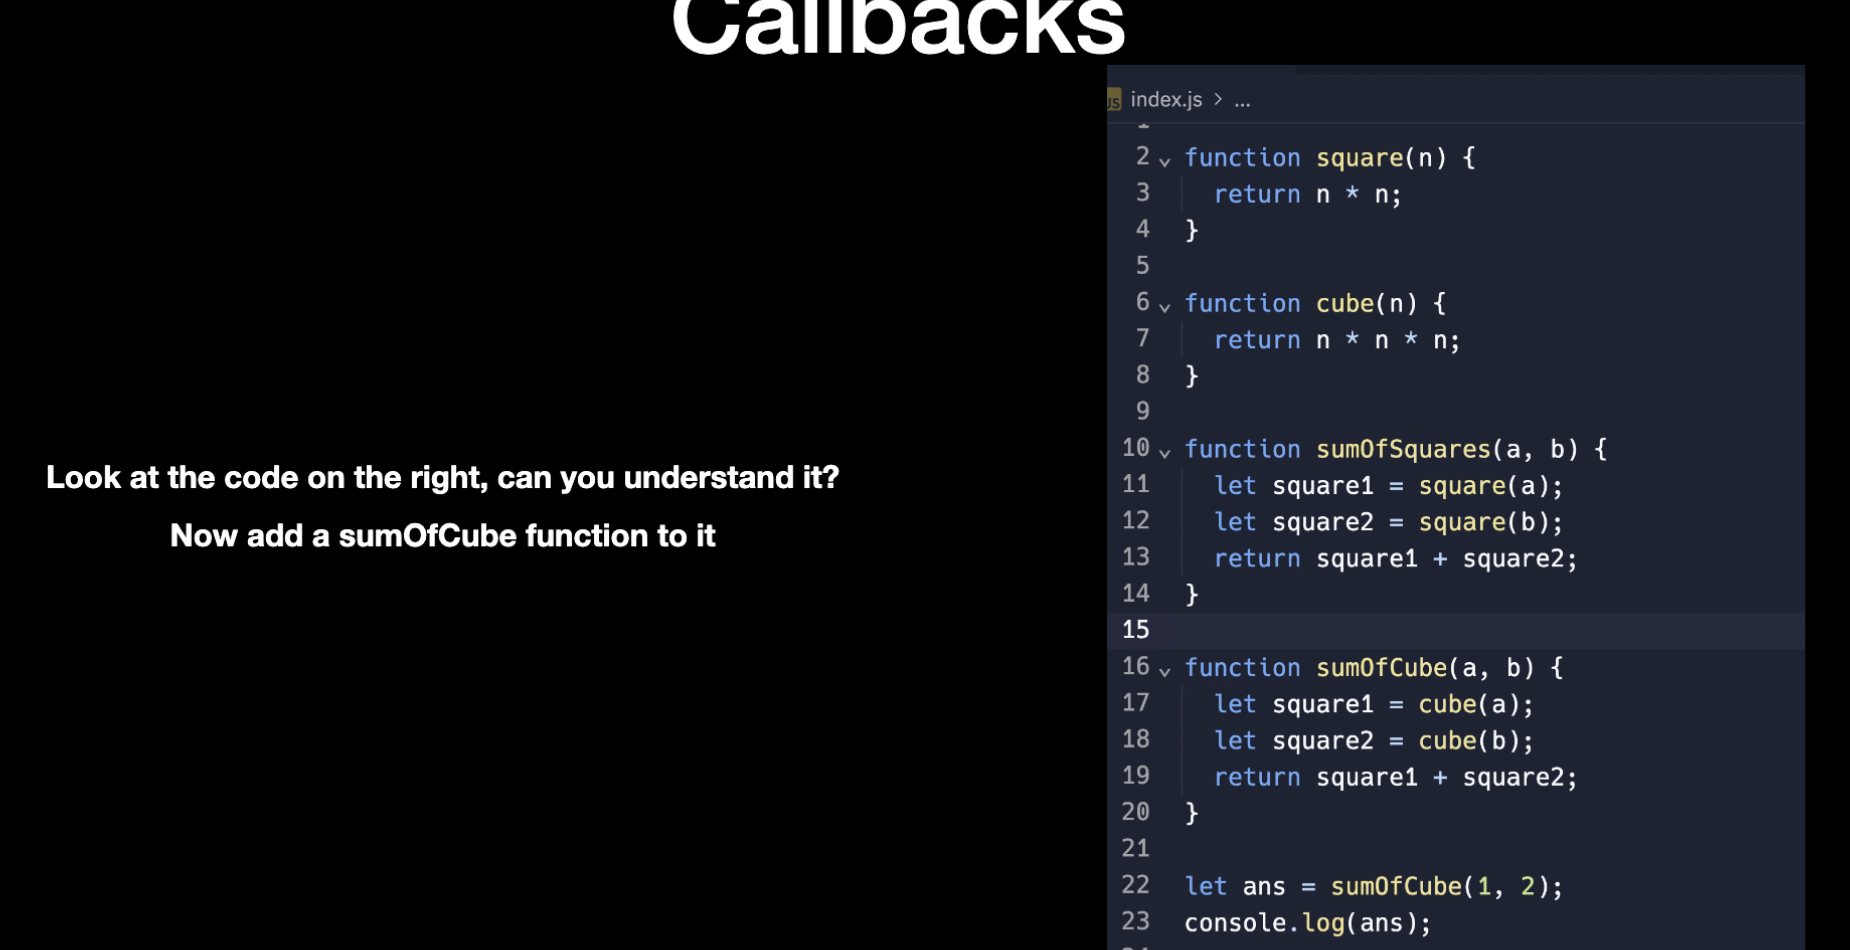 Callbacks
index.js > ...
1
2 function square(n) {
3 return n * n;
4 }
5
6 function cube(n) {
7 return n * n * n;
8 }
9
10 function sumOfSquares(a, b) {
11 let square1 = square(a);
12 let square2 = square(b);
13 return square1 + square2;
14 }
15
16 function sumOfCube(a, b) {
17 let square1 = cube(a);
18 let square2 = cube(b);
19 return square1 + square2;
20 }
21
22 let ans = sumOfCube(1, 2);
23 console.log(ans);
Look at the code on the right, can you understand it?
Now add a sumOfCube function to it